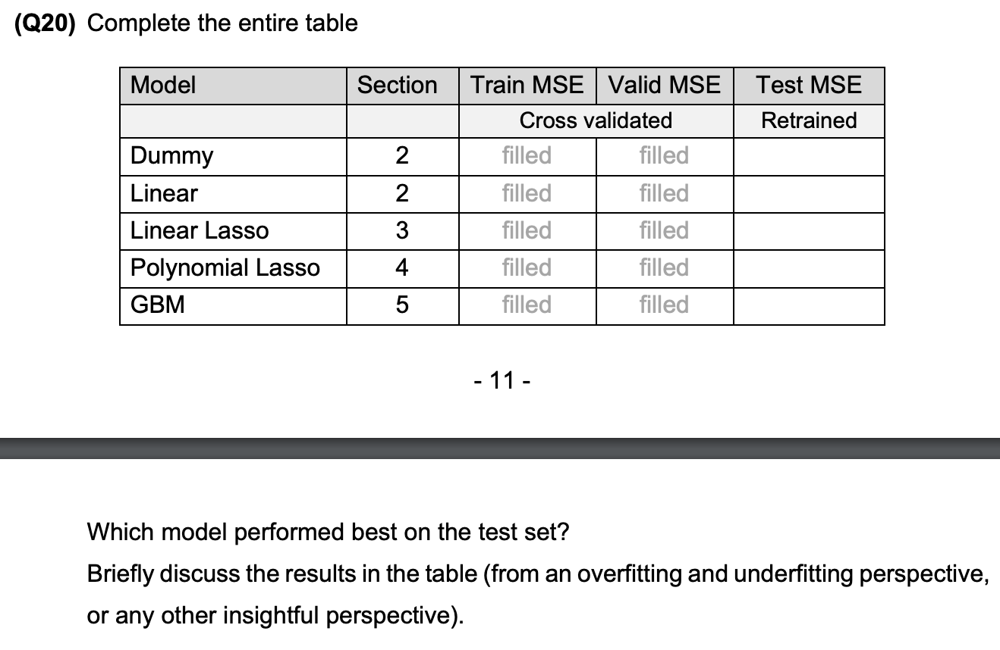 (Q20) Complete the entire table
Model Section Train MSE Valid MSE Test MSE
Cross validated Retrained
Dummy 2 filled filled
Linear 2 filled filled
Linear Lasso 3 filled filled
Polynomial Lasso 4 filled filled
GBM 5 filled filled
- 11 -
Which model performed best on the test set?
Briefly discuss the results in the table (from an overfitting and underfitting perspective,
or any other insightful perspective).